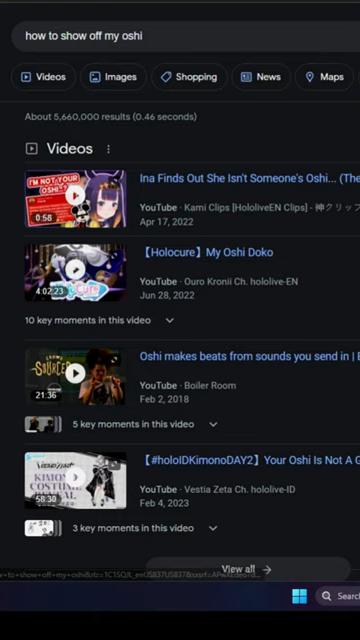 how to show off my oshi
Videos
Images
Shopping
News
Maps
About 5,660,000 results (0.46 seconds)
Videos
I'M NOT YOUR
OSHI?
0:58
Ina Finds Out She Isn't Someone's Oshi... (The
YouTube · Kami Clips [HololiveEN Clips] - 神クリッ
Apr 17, 2022
4:02:23
【Holocure】My Oshi Doko
YouTube · Ouro Kronii Ch. hololive-EN
Jun 28, 2022
10 key moments in this video
21:36
Oshi makes beats from sounds you send in |
YouTube · Boiler Room
Feb 2, 2018
5 key moments in this video
KIMONO
COSTUME
58:30
【#holoIDKimonoDAY2】Your Oshi Is Not A G
YouTube · Vestia Zeta Ch. hololive-ID
Feb 4, 2023
3 key moments in this video
View all
Search